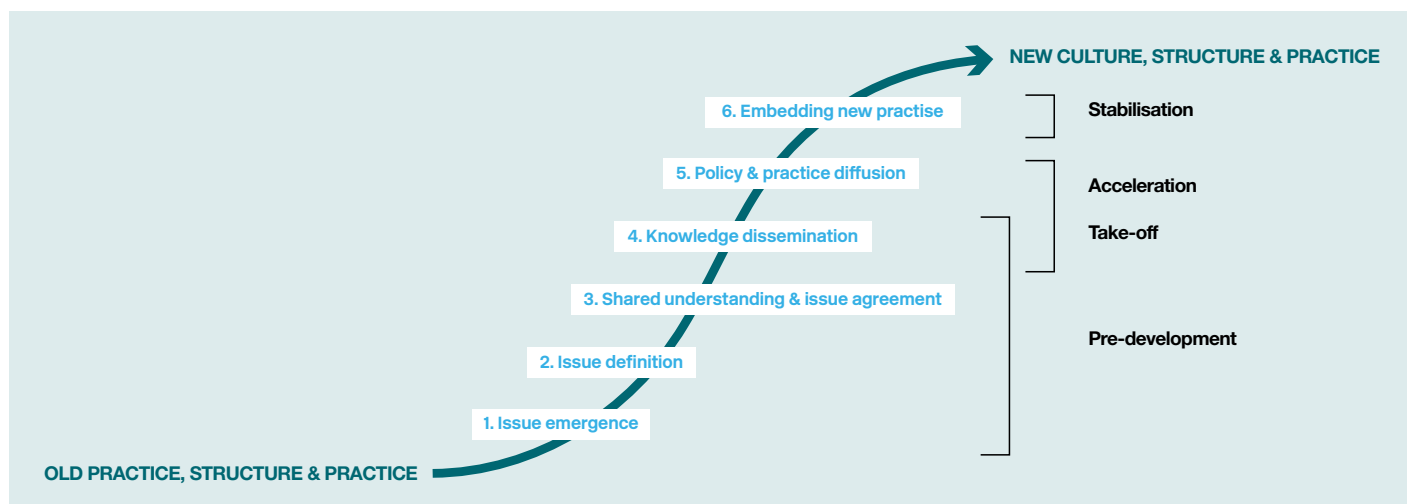 NEW CULTURE, STRUCTURE & PRACTICE
6. Embedding new practise
Stabilisation
5. Policy & practice diffusion
Acceleration
4. Knowledge dissemination
Take-off
3. Shared understanding & issue agreement
Pre-development
2. Issue definition
1. Issue emergence
OLD PRACTICE, STRUCTURE & PRACTICE